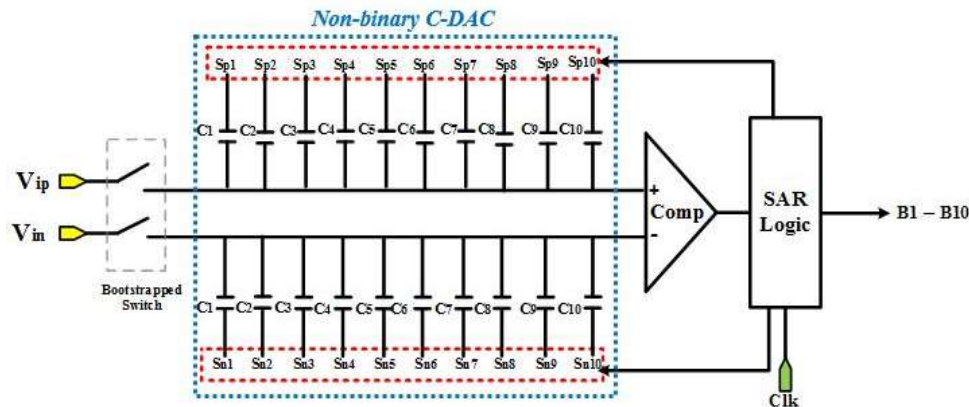 Non-binary C-DAC
Sp1 Sp2 Sp3 Sp4 Sp5 Sp6 Sp7 Sp8 Sp9 Sp10
C1 C2 C3 C4 C5 C6 C7 C8 C9 C10
Vip
Vin
Bootstrapped
Switch
+
Comp
-
SAR
Logic
B1 – B10
C1 C2 C3 C4 C5 C6 C7 C8 C9 C10
Sn1 Sn2 Sn3 Sn4 Sn5 Sn6 Sn7 Sn8 Sn9 Sn10
Clk